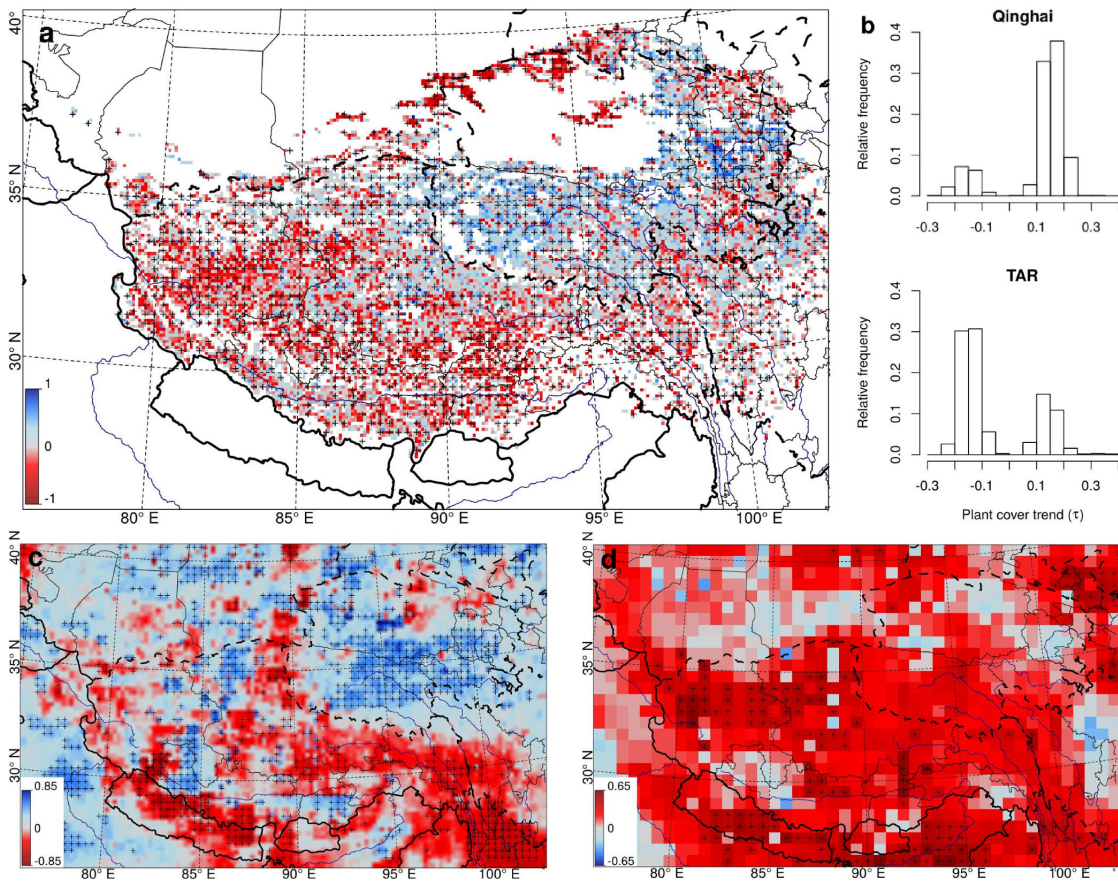 a
40° N
35° N
30° N
1
0
-1
80° E
85° E
90° E
95° E
100° E
b
Qinghai
Relative frequency
0.4
0.3
0.2
0.1
0.0
-0.3
-0.1
0.1
0.3
TAR
Relative frequency
0.4
0.3
0.2
0.1
0.0
-0.3
-0.1
0.1
0.3
Plant cover trend (τ)
c
40° N
35° N
30° N
0.85
0
-0.85
80° E
85° E
90° E
95° E
100° E
d
40° N
35° N
30° N
0.65
0
-0.65
80° E
85° E
90° E
95° E
100° E